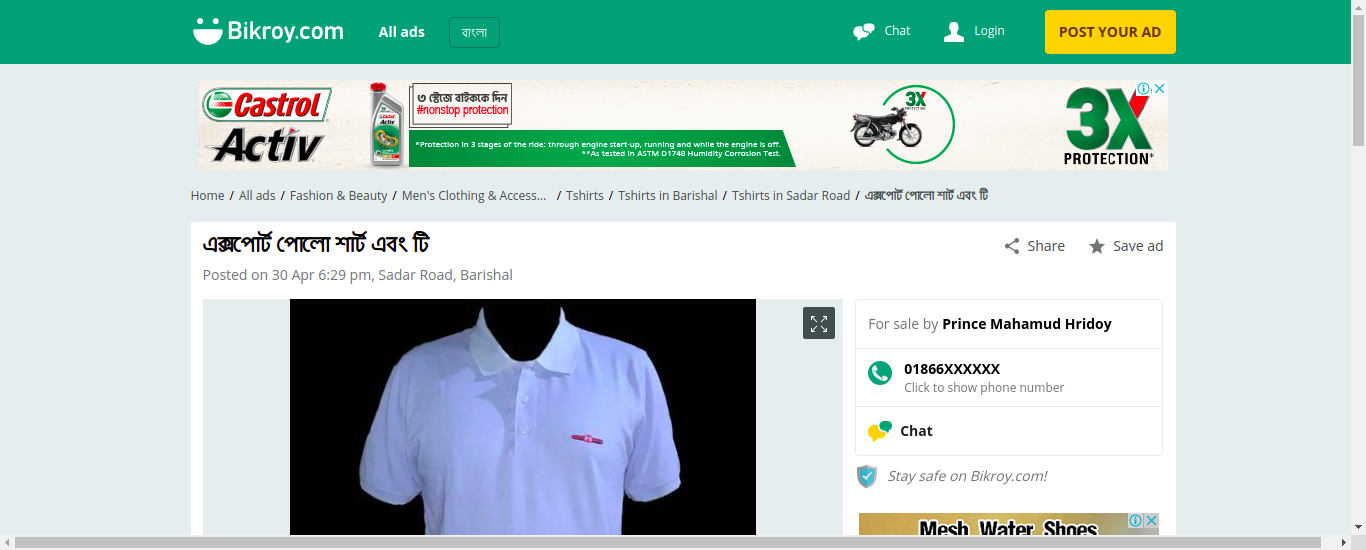 Bikroy.com
All ads
বাংলা
Chat
Login
POST YOUR AD
Castrol
Activ
৩ স্টেজে বাইককে দিন
#nonstop protection
*Protection in 3 stages of the ride: through engine start-up, running and while the engine is off.
**As tested in ASTM D1748 Humidity Corrosion Test.
3X
PROTECTION
3X
PROTECTION*
Home / All ads / Fashion & Beauty / Men's Clothing & Access... / Tshirts / Tshirts in Barishal / Tshirts in Sadar Road / এক্সপোর্ট পোলো শার্ট এবং টি
এক্সপোর্ট পোলো শার্ট এবং টি
Share
Save ad
Posted on 30 Apr 6:29 pm, Sadar Road, Barishal
For sale by Prince Mahamud Hridoy
01866XXXXXX
Click to show phone number
Chat
Stay safe on Bikroy.com!
Mesh Water Shoes